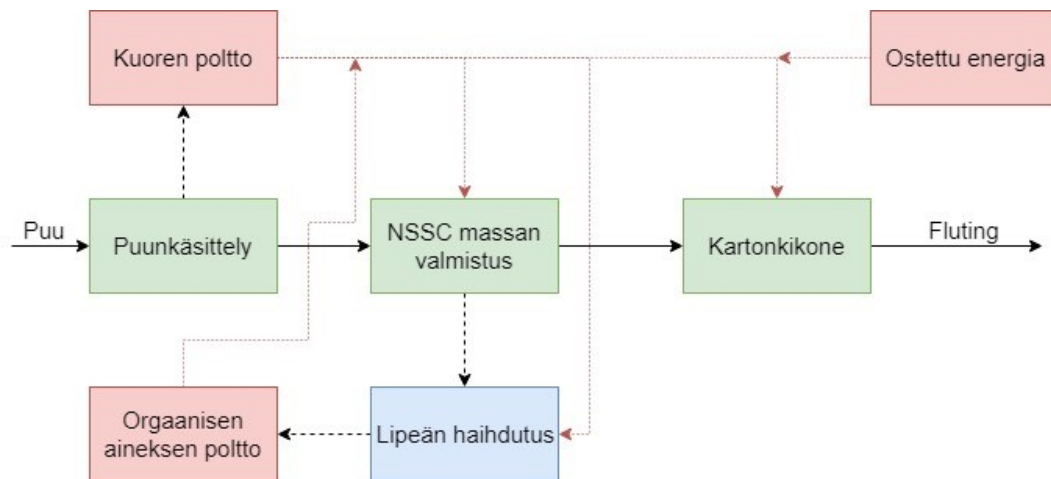 Kuoren poltto
Ostettu energia
Puu
Puunkäsittely
NSSC massan
valmistus
Kartonkikone
Fluting
Orgaanisen
aineksen poltto
Lipeän haihdutus